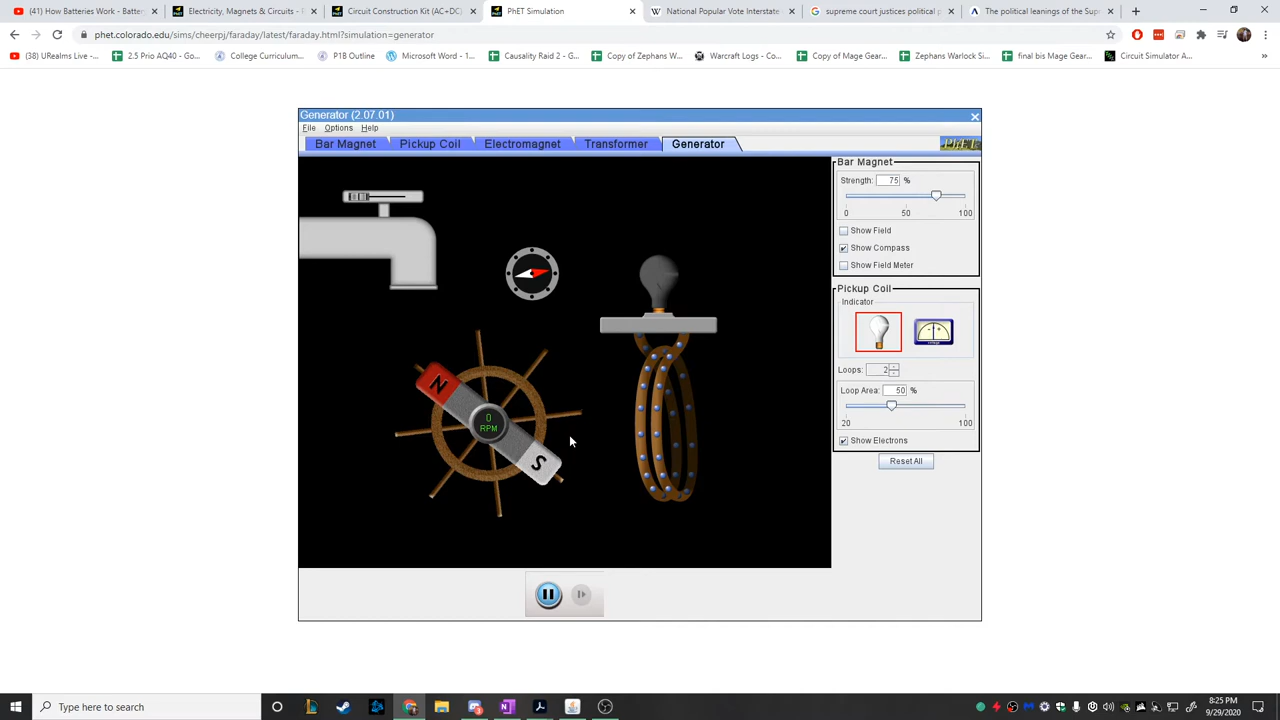 (41) How Batteries Work - Batter
Electricity, Magnets & Circuits -
Circuit Construction Kit (AC+DC)
PhET Simulation
National Popular Vote Interstate
supreme court justices political p
The political leanings of the Sup
phet.colorado.edu/sims/cheerpj/faraday/latest/faraday.html?simulation=generator
(38) URealms Live -...
2.5 Prio AQ40 - Go...
College Curriculum...
P1B Outline
Microsoft Word - 1...
Causality Raid 2 - G...
Copy of Zephans W...
Warcraft Logs - Co...
Copy of Mage Gear...
Zephans Warlock Si...
final bis Mage Gear...
Circuit Simulator A...
Generator (2.07.01)
File Options Help
Bar Magnet
Pickup Coil
Electromagnet
Transformer
Generator
PhET
Bar Magnet
Strength: 75 %
0 50 100
Show Field
Show Compass
Show Field Meter
Pickup Coil
Indicator
voltage
Loops: 2
Loop Area: 50 %
20 100
Show Electrons
Reset All
N
0
RPM
S
Type here to search
8:25 PM
9/29/2020